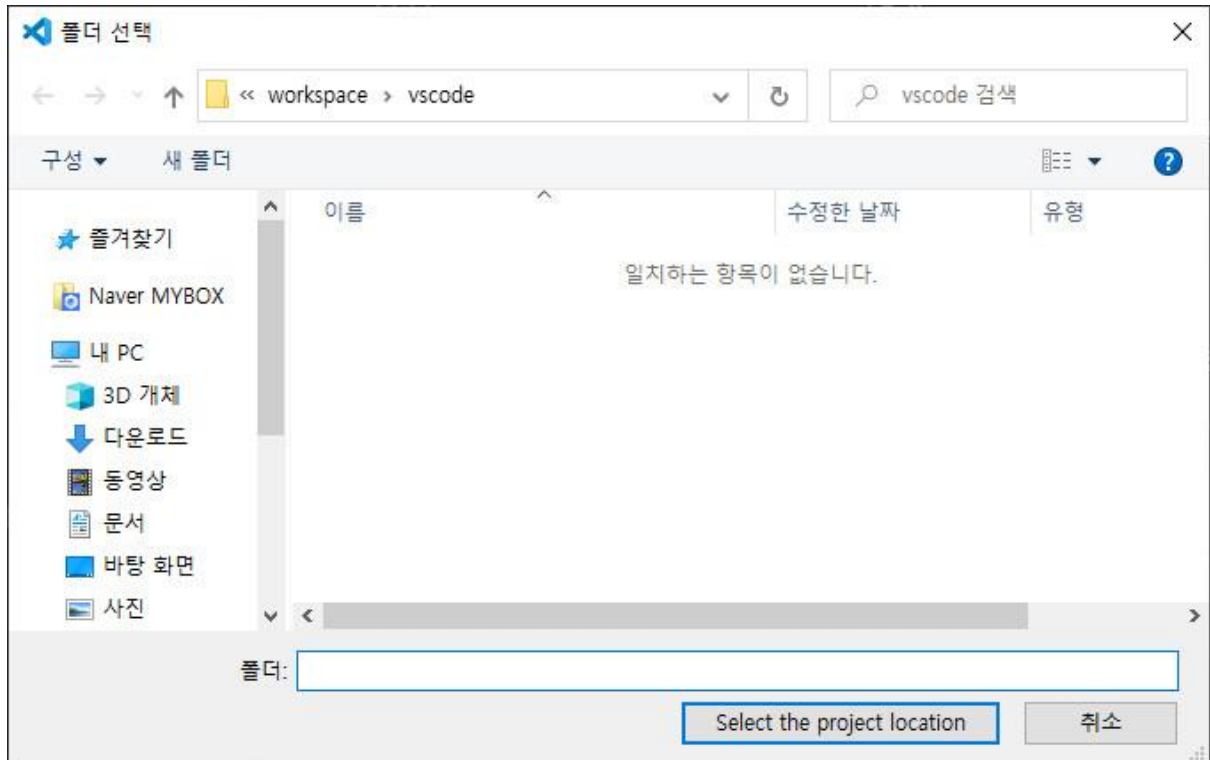 폴더 선택
« workspace › vscode
vscode 검색
구성
새 폴더
이름
수정한 날짜
유형
일치하는 항목이 없습니다.
즐겨찾기
Naver MYBOX
내 PC
3D 개체
다운로드
동영상
문서
바탕 화면
사진
폴더:
Select the project location
취소